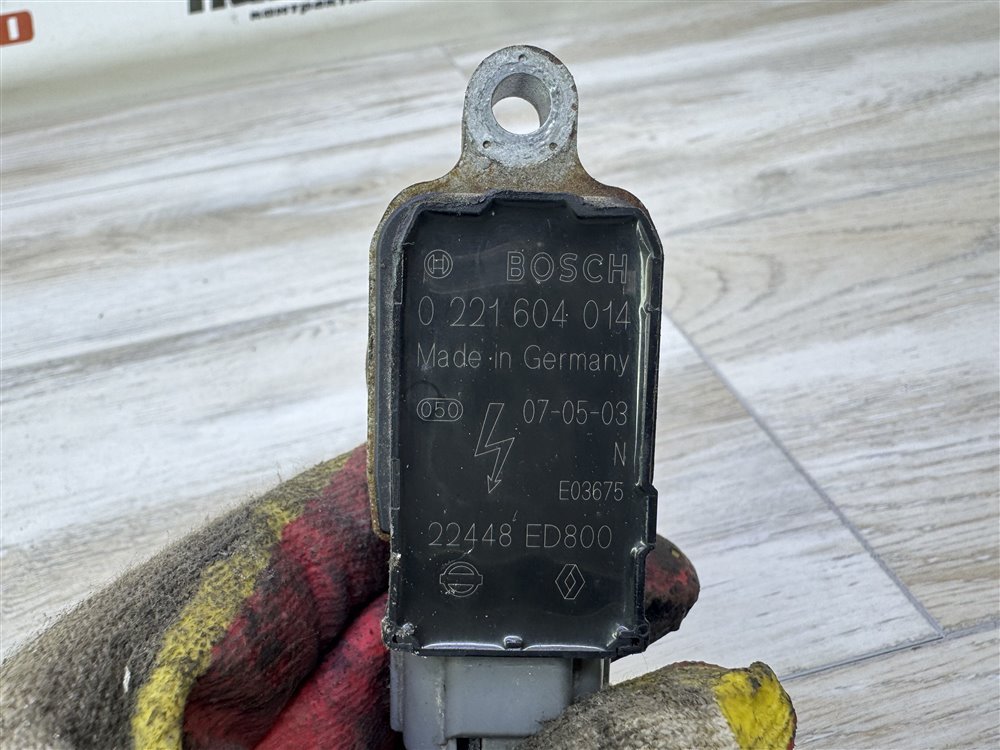 BOSCH
0 221 604 014
Made in Germany
050 07-05-03
N
E03675
22448 ED800